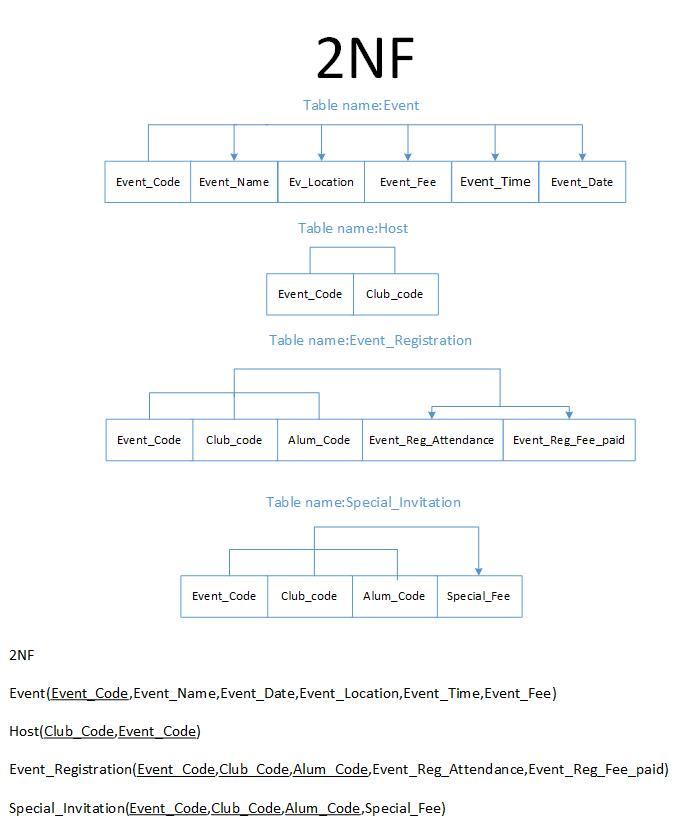 2NF
Table name:Event
Event_Code Event_Name Ev_Location Event_Fee Event_Time Event_Date
Table name:Host
Event_Code Club_code
Table name:Event_Registration
Event_Code Club_code Alum_Code Event_Reg_Attendance Event_Reg_Fee_paid
Table name:Special_Invitation
Event_Code Club_code Alum_Code Special_Fee
2NF
Event(Event_Code,Event_Name,Event_Date,Event_Location,Event_Time,Event_Fee)
Host(Club_Code,Event_Code)
Event_Registration(Event_Code,Club_Code,Alum_Code,Event_Reg_Attendance,Event_Reg_Fee_paid)
Special_Invitation(Event_Code,Club_Code,Alum_Code,Special_Fee)